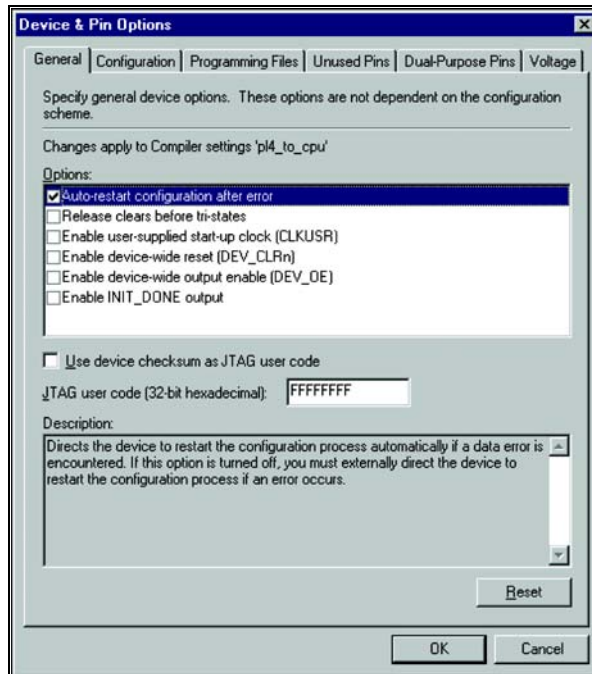 Device & Pin Options
General
Configuration
Programming Files
Unused Pins
Dual-Purpose Pins
Voltage
Specify general device options. These options are not dependent on the configuration
scheme.
Changes apply to Compiler settings 'pl4_to_cpu'
Options:
Auto-restart configuration after error
Release clears before tri-states
Enable user-supplied start-up clock (CLKUSR)
Enable device-wide reset (DEV_CLRn)
Enable device-wide output enable (DEV_OE)
Enable INIT_DONE output
Use device checksum as JTAG user code
JTAG user code (32-bit hexadecimal): FFFFFFFF
Description:
Directs the device to restart the configuration process automatically if a data error is
encountered. If this option is turned off, you must externally direct the device to
restart the configuration process if an error occurs.
Reset
OK
Cancel